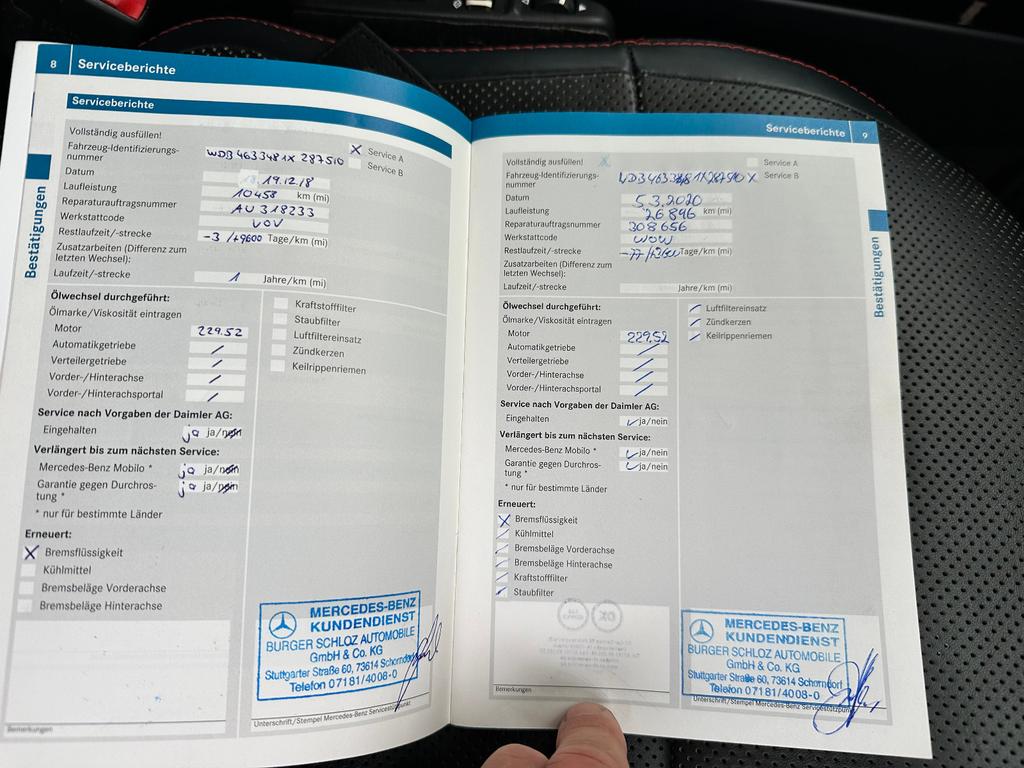 8 Serviceberichte
Serviceberichte
Bestätigungen
Vollständig ausfüllen!
X Service A
Service B
Fahrzeug-Identifizierungs-
nummer WDB 463348 1X 287510
Datum 19.12.18
Laufleistung 10458 km (mi)
Reparaturauftragsnummer AU 318233
Werkstattcode VOV
Restlaufzeit/-strecke -3 /+9600 Tage/km (mi)
Zusatzarbeiten (Differenz zum
letzten Wechsel):
Laufzeit/-strecke 1 Jahre/km (mi)
Ölwechsel durchgeführt:
Ölmarke/Viskosität eintragen
Motor 229.52
Automatikgetriebe /
Verteilergetriebe /
Vorder-/Hinterachse /
Vorder-/Hinterachsportal /
Service nach Vorgaben der Daimler AG:
Eingehalten ja ja/nein
Verlängert bis zum nächsten Service:
Mercedes-Benz Mobilo * ja ja/nein
Garantie gegen Durchros-
tung * ja ja/nein
* nur für bestimmte Länder
Erneuert:
X Bremsflüssigkeit
Kühlmittel
Bremsbeläge Vorderachse
Bremsbeläge Hinterachse
Bemerkungen
Kraftstofffilter
Staubfilter
Luftfiltereinsatz
Zündkerzen
Keilrippenriemen
MERCEDES-BENZ
KUNDENDIENST
BURGER SCHLOZ AUTOMOBILE
GmbH & Co. KG
Stuttgarter Straße 60, 73614 Schorndorf
Telefon 07181/4008-0
Unterschrift/Stempel Mercedes-Benz Servicestützpunkt
Serviceberichte 9
Bestätigungen
Vollständig ausfüllen!
Service A
Fahrzeug-Identifizierungs-
nummer WDB463348 1X287510 X Service B
Datum 5.3.2020
Laufleistung 26896 km (mi)
Reparaturauftragsnummer 308656
Werkstattcode
Restlaufzeit/-strecke Tage/km (mi)
Zusatzarbeiten (Differenz zum
letzten Wechsel):
Laufzeit/-strecke Jahre/km (mi)
Ölwechsel durchgeführt:
Ölmarke/Viskosität eintragen
Motor 229.52
Automatikgetriebe /
Verteilergetriebe /
Vorder-/Hinterachse /
Vorder-/Hinterachsportal /
Service nach Vorgaben der Daimler AG:
Eingehalten ja/nein
Verlängert bis zum nächsten Service:
Mercedes-Benz Mobilo * ja/nein
Garantie gegen Durchros-
tung * ja/nein
* nur für bestimmte Länder
Erneuert:
X Bremsflüssigkeit
/ Kühlmittel
/ Bremsbeläge Vorderachse
/ Bremsbeläge Hinterachse
/ Kraftstofffilter
/ Staubfilter
Bemerkungen
/ Luftfiltereinsatz
/ Zündkerzen
/ Keilrippenriemen
MERCEDES-BENZ
KUNDENDIENST
BURGER SCHLOZ AUTOMOBILE
GmbH & Co. KG
Stuttgarter Straße 60, 73614 Schorndorf
Telefon 07181/4008-0
Unterschrift/Stempel Mercedes-Benz Servicestützpunkt